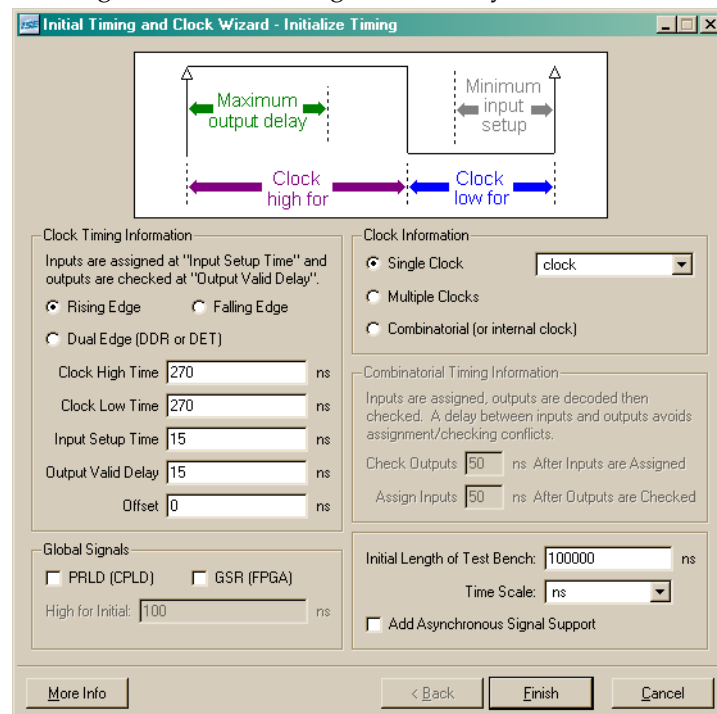 ISE Initial Timing and Clock Wizard - Initialize Timing
Maximum
output delay
Minimum
input
setup
Clock
high for
Clock
low for
Clock Timing Information
Inputs are assigned at "Input Setup Time" and
outputs are checked at "Output Valid Delay".
Rising Edge Falling Edge
Dual Edge (DDR or DET)
Clock High Time 270 ns
Clock Low Time 270 ns
Input Setup Time 15 ns
Output Valid Delay 15 ns
Offset 0 ns
Global Signals
PRLD (CPLD) GSR (FPGA)
High for Initial: 100 ns
Clock Information
Single Clock clock
Multiple Clocks
Combinatorial (or internal clock)
Combinatorial Timing Information
Inputs are assigned, outputs are decoded then
checked. A delay between inputs and outputs avoids
assignment/checking conflicts.
Check Outputs 50 ns After Inputs are Assigned
Assign Inputs 50 ns After Outputs are Checked
Initial Length of Test Bench: 100000 ns
Time Scale: ns
Add Asynchronous Signal Support
More Info < Back Finish Cancel